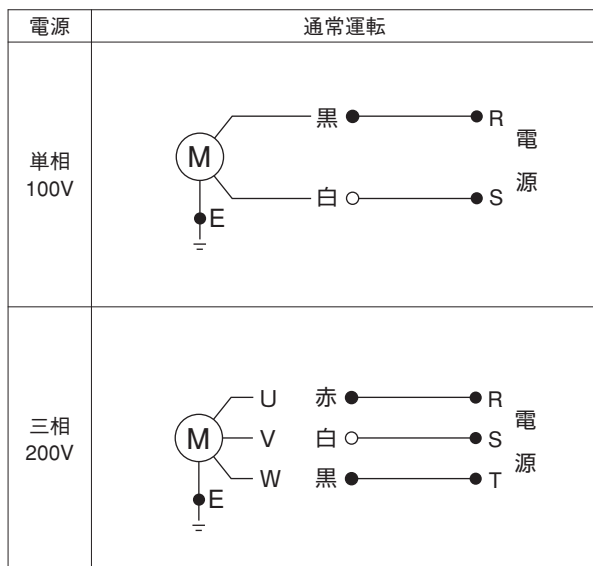 電源 通常運転
単相
100V
M
E
黒 R
白 S
電
源
三相
200V
M
E
U 赤 R
V 白 S
W 黒 T
電
源